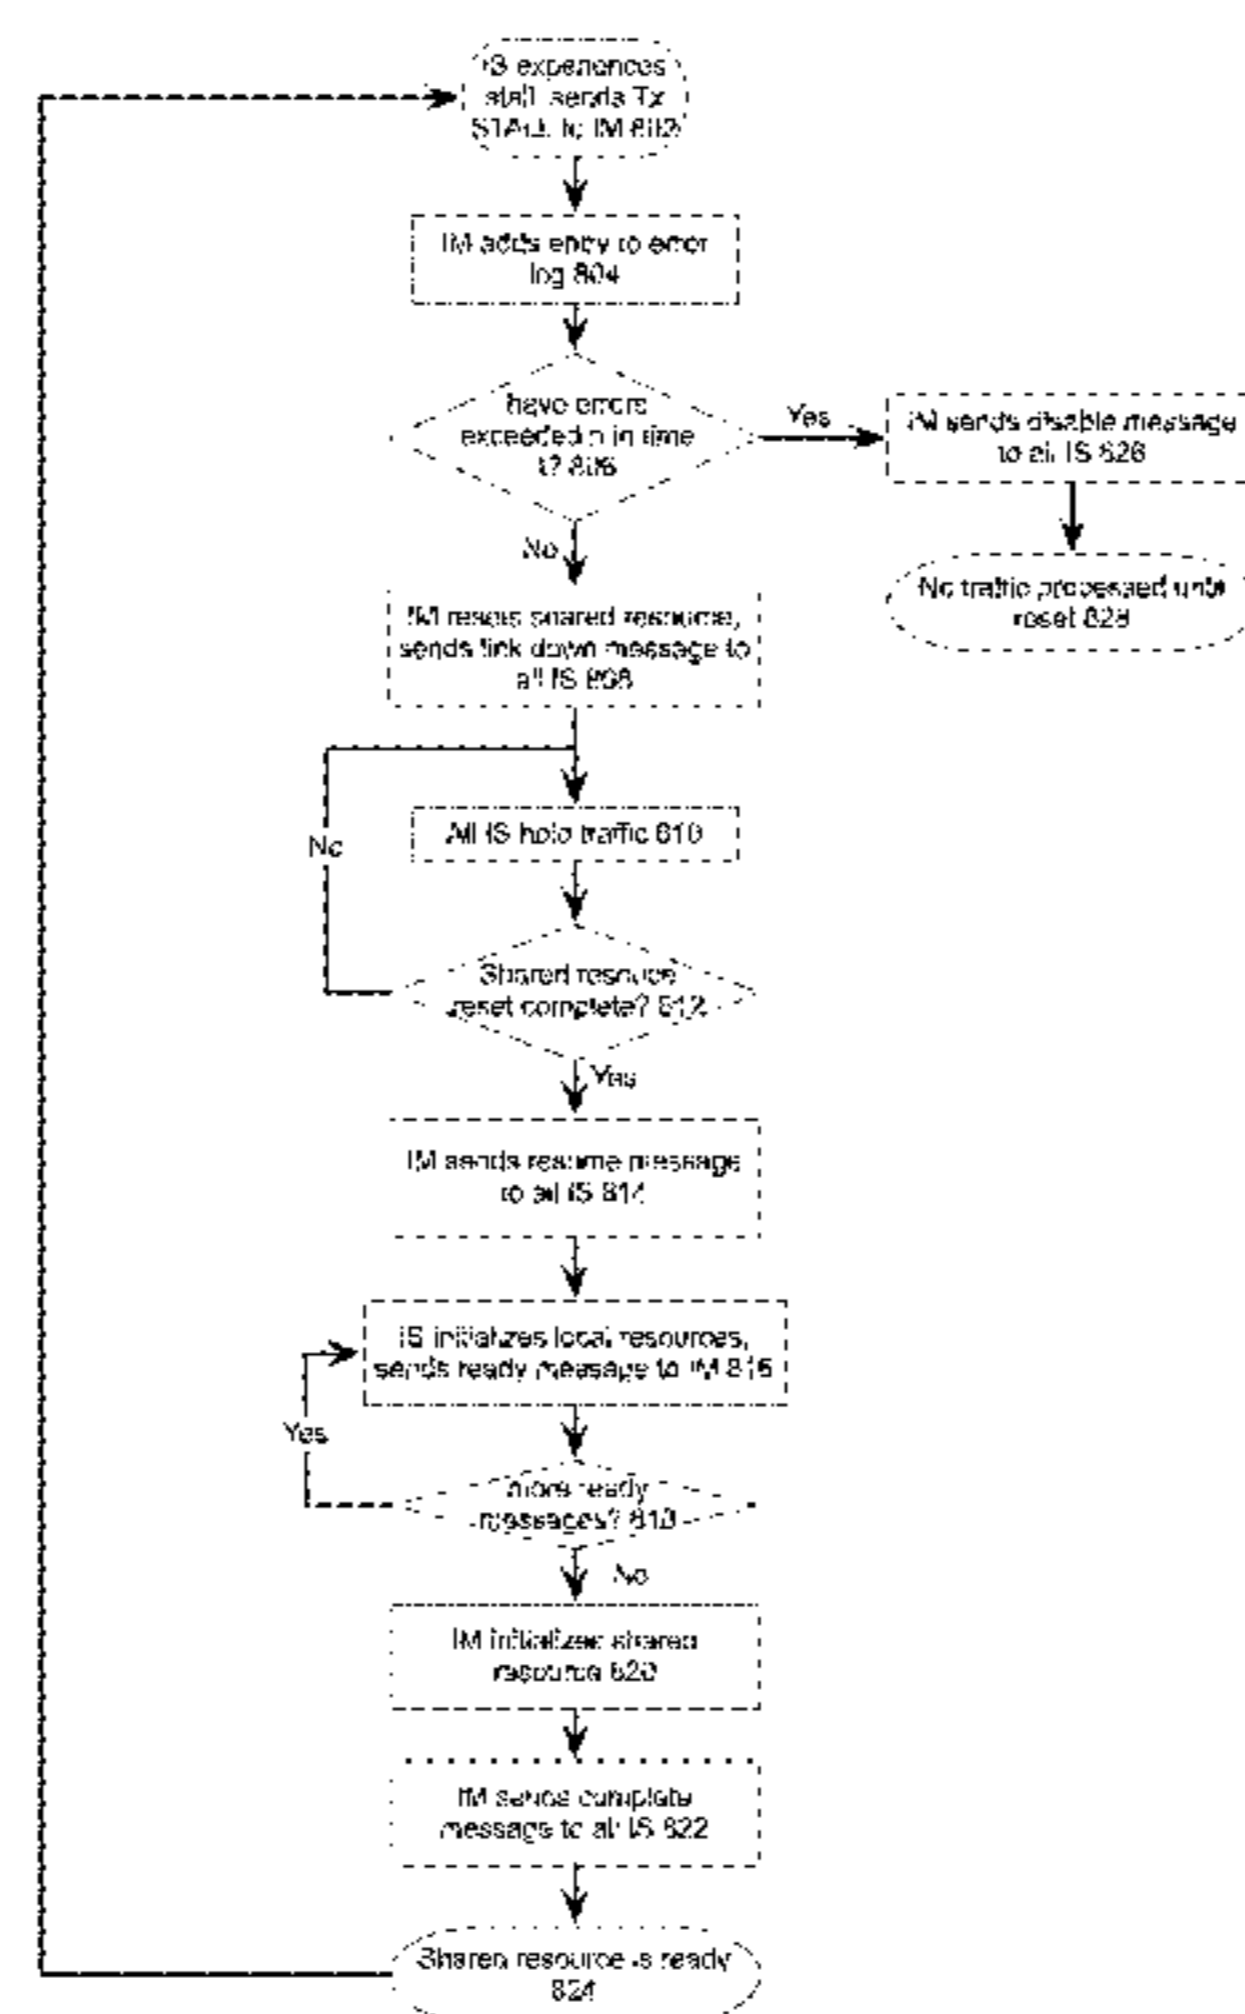 IS experiences
stall, sends Tx
STALL to IM 802
IM adds entry to error
log 804
have errors
exceeded n in time
t? 806
Yes
IM sends disable message
to all IS 826
No traffic processed until
reset 828
No
IM resets shared resource,
sends link down message to
all IS 808
All IS hold traffic 810
No
Shared resouce
reset complete? 812
Yes
IM sends resume message
to all IS 814
IS initializes local resources,
sends ready message to IM 816
Yes
more ready
messages? 818
No
IM initializes shared
resource 820
IM sends complete
message to all IS 822
Shared resource is ready
824